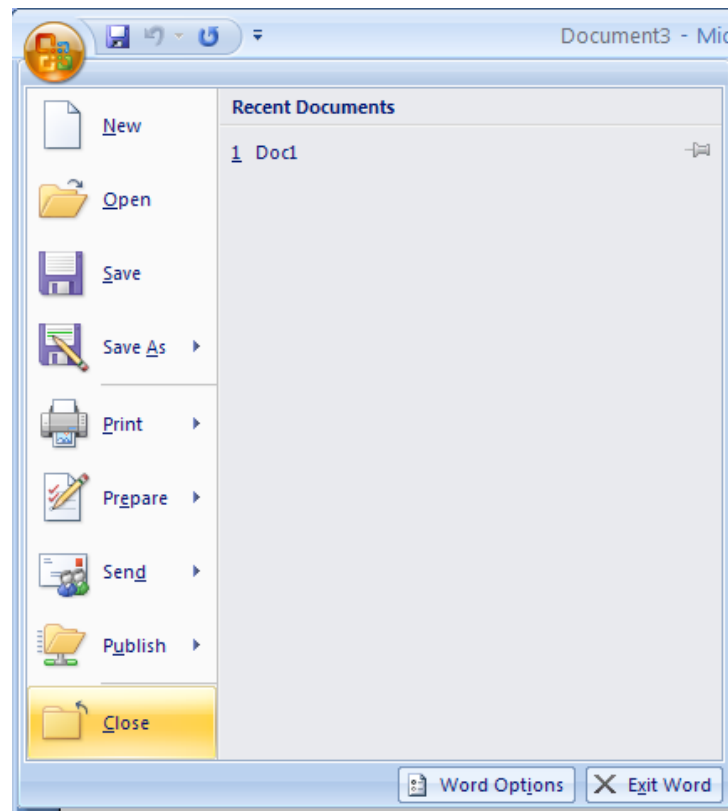 Document3 - Mic
New
Open
Save
Save As
Print
Prepare
Send
Publish
Close
Recent Documents
1 Doc1
Word Options
Exit Word